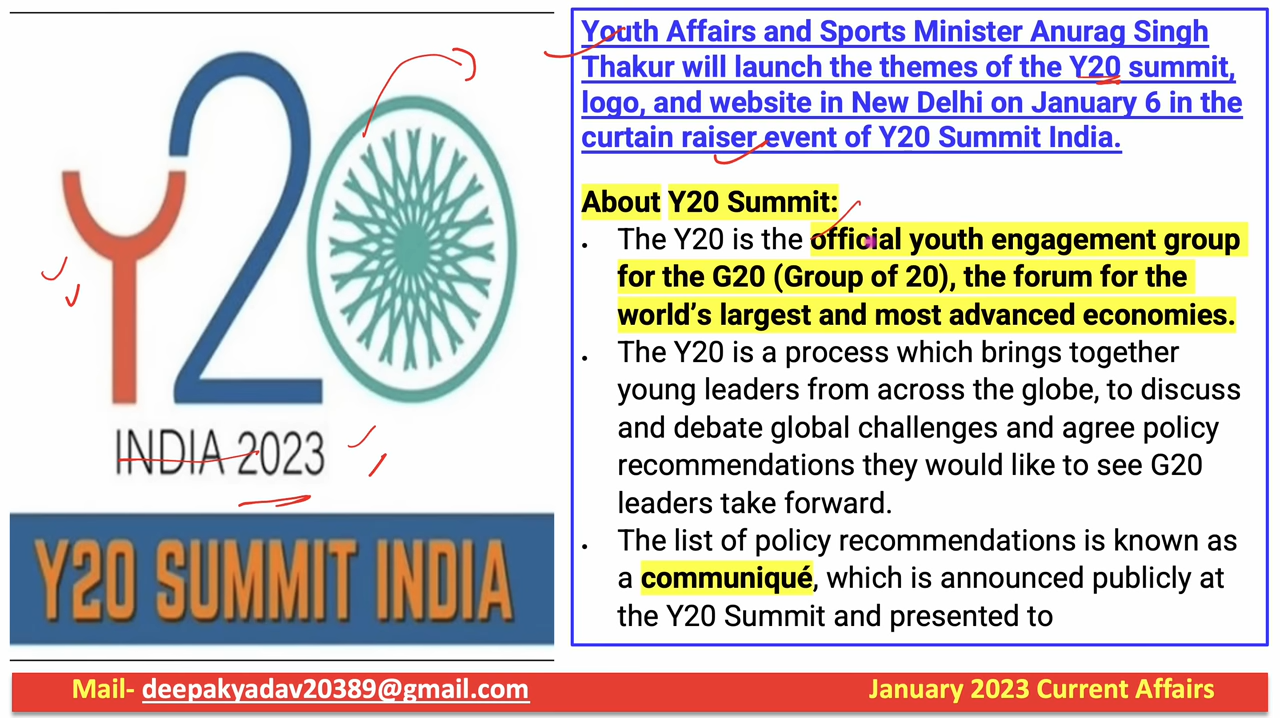 Y20
INDIA 2023
Y20 SUMMIT INDIA
Youth Affairs and Sports Minister Anurag Singh
Thakur will launch the themes of the Y20 summit,
logo, and website in New Delhi on January 6 in the
curtain raiser event of Y20 Summit India.
About Y20 Summit:
• The Y20 is the official youth engagement group
for the G20 (Group of 20), the forum for the
world’s largest and most advanced economies.
• The Y20 is a process which brings together
young leaders from across the globe, to discuss
and debate global challenges and agree policy
recommendations they would like to see G20
leaders take forward.
• The list of policy recommendations is known as
a communiqué, which is announced publicly at
the Y20 Summit and presented to
Mail- deepakyadav20389@gmail.com
January 2023 Current Affairs